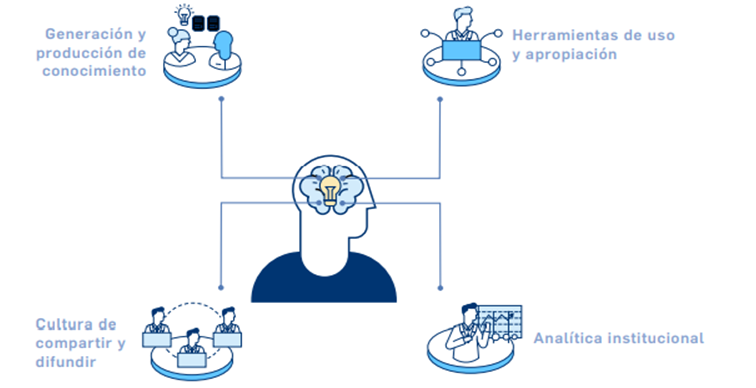 Generación y
producción de
conocimiento
Herramientas de uso
y apropiación
Cultura de
compartir y
difundir
Analítica institucional